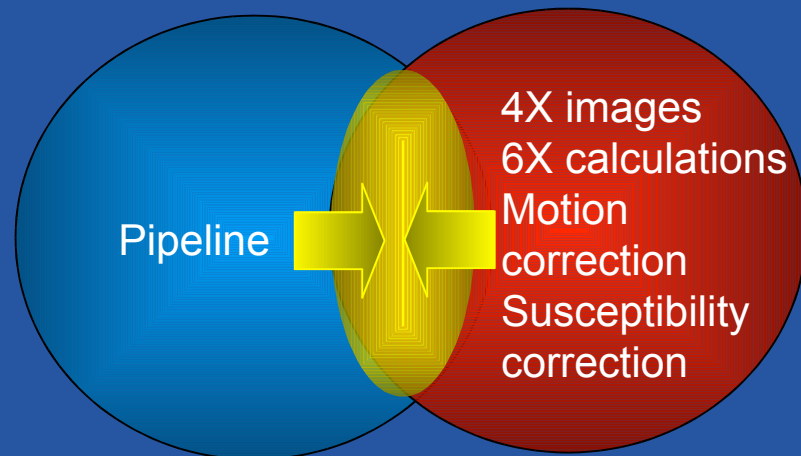 Pipeline
4X images
6X calculations
Motion
correction
Susceptibility
correction